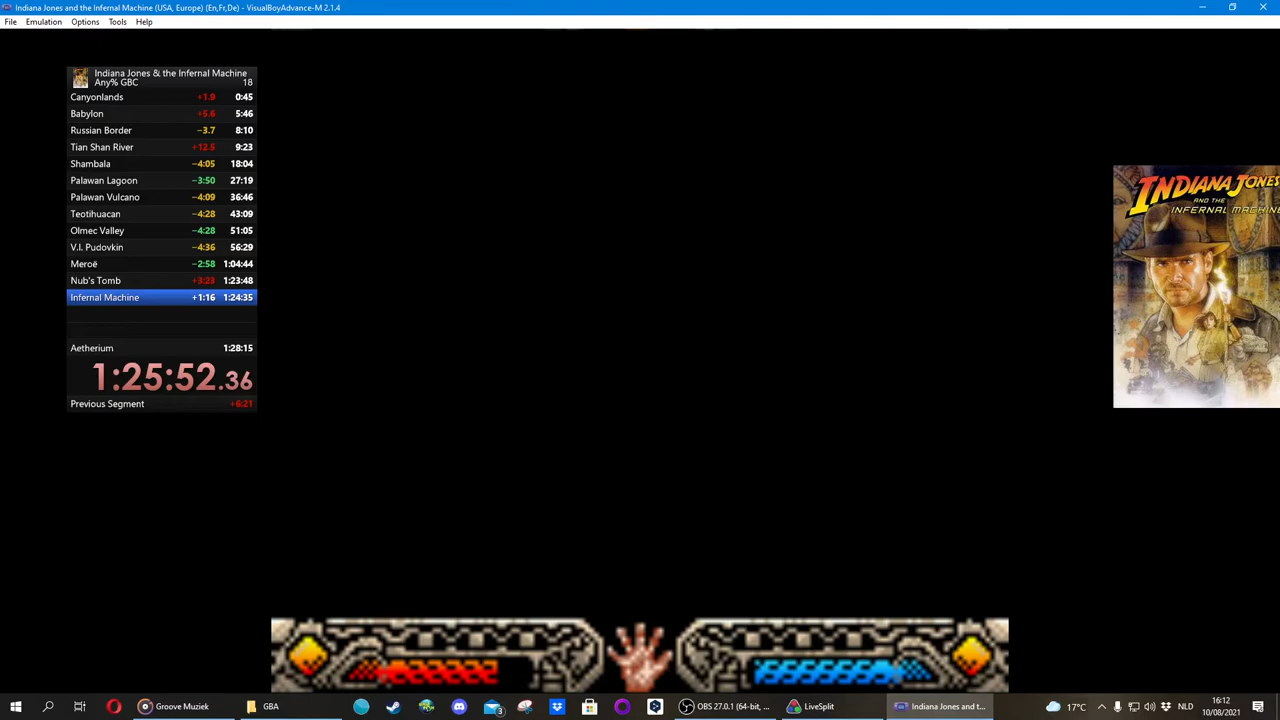 Indiana Jones and the Infernal Machine (USA, Europe) (En,Fr,De) - VisualBoyAdvance-M 2.1.4
File Emulation Options Tools Help
Indiana Jones & the Infernal Machine
Any% GBC 18
Canyonlands +1.9 0:45
Babylon +5.6 5:46
Russian Border −3.7 8:10
Tian Shan River +12.5 9:23
Shambala −4:05 18:04
Palawan Lagoon −3:50 27:19
Palawan Vulcano −4:09 36:46
Teotihuacan −4:28 43:09
Olmec Valley −4:28 51:05
V.I. Pudovkin −4:36 56:29
Meroë −2:58 1:04:44
Nub's Tomb +3:23 1:23:48
Infernal Machine +1:16 1:24:35
Aetherium 1:28:15
1:25:52.36
Previous Segment +6:21
INDIANA JONES
AND THE
INFERNAL MACHINE
Groove Muziek
GBA
3
OBS 27.0.1 (64-bit, ...
LiveSplit
Indiana Jones and t...
17°C
NLD
16:12
10/08/2021